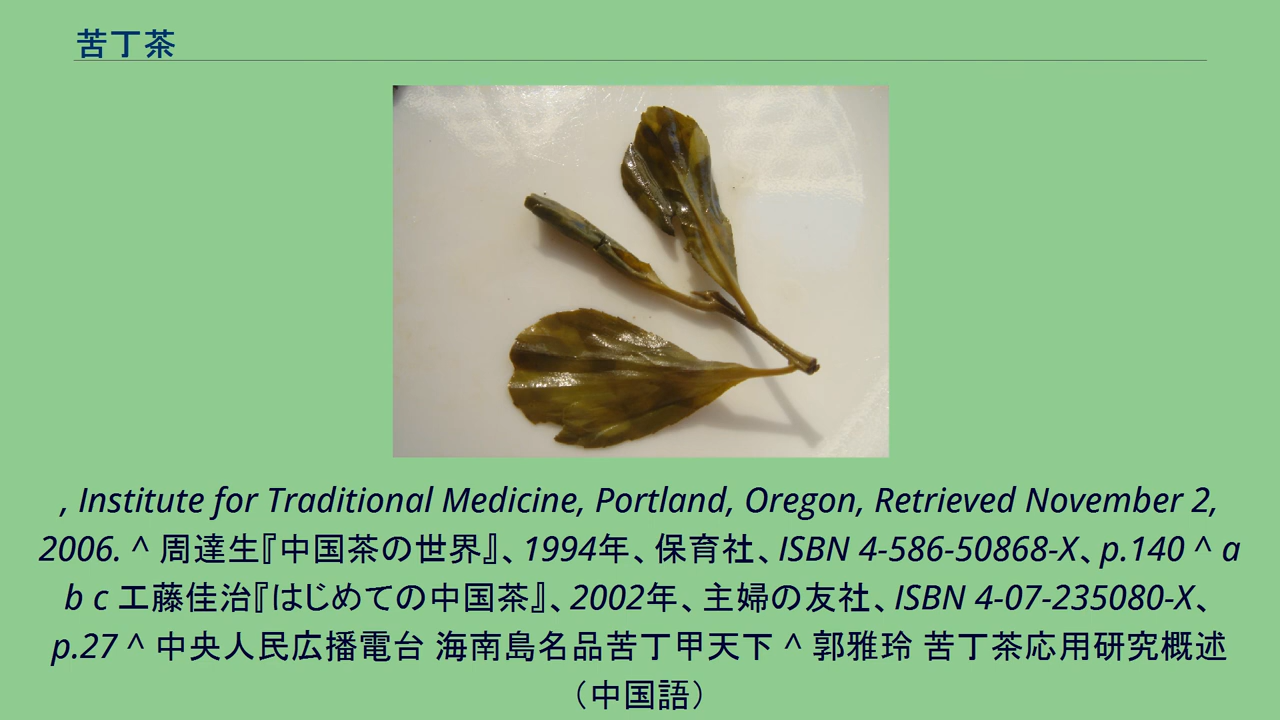 苦丁茶
, Institute for Traditional Medicine, Portland, Oregon, Retrieved November 2,
2006. ^ 周達生『中国茶の世界』、1994年、保育社、ISBN 4-586-50868-X、p.140 ^ a
b c 工藤佳治『はじめての中国茶』、2002年、主婦の友社、ISBN 4-07-235080-X、
p.27 ^ 中央人民広播電台 海南島名品苦丁甲天下 ^ 郭雅玲 苦丁茶応用研究概述
（中国語）